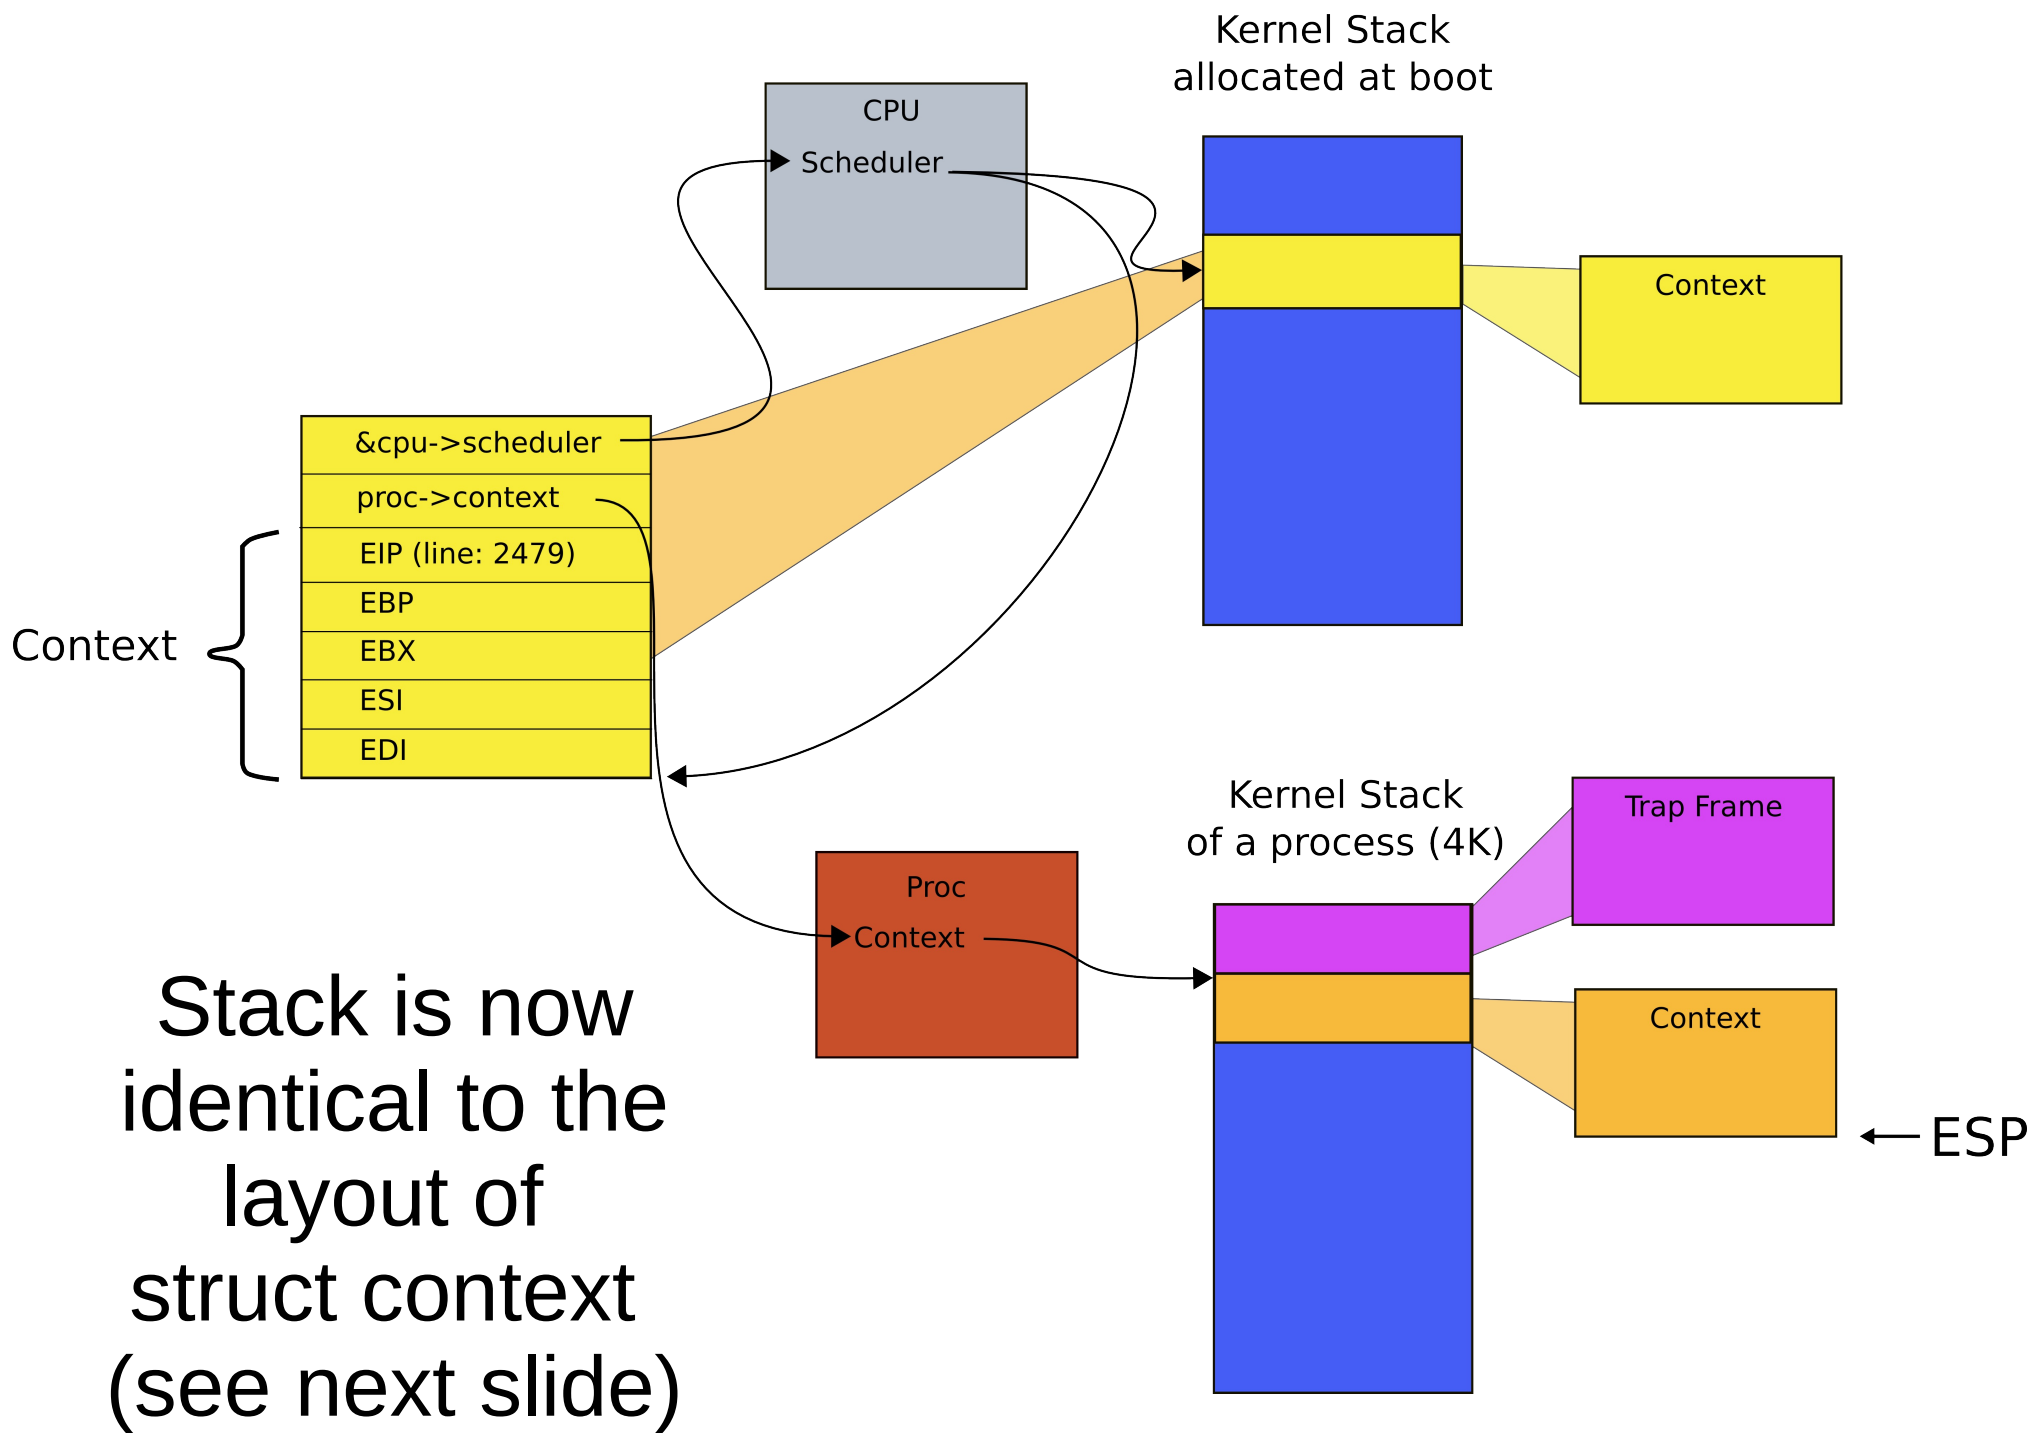 Kernel Stack
allocated at boot
CPU
Scheduler
Context
&cpu->scheduler
proc->context
EIP (line: 2479)
EBP
EBX
ESI
EDI
Context
Kernel Stack
of a process (4K)
Trap Frame
Proc
Context
Context
ESP
Stack is now
identical to the
layout of
struct context
(see next slide)